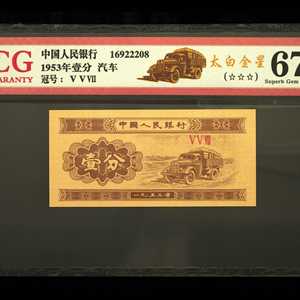 CG
ARRANTY
中国人民银行 16922208
1953年壹分 汽车
冠号： V V Ⅶ
太白金星
(☆☆☆)
67
Superb Gem
中国人民银行
VVⅦ
壹分
一九五三年